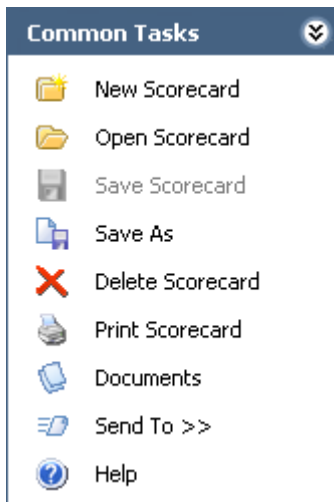 Common Tasks
New Scorecard
Open Scorecard
Save Scorecard
Save As
Delete Scorecard
Print Scorecard
Documents
Send To >>
Help